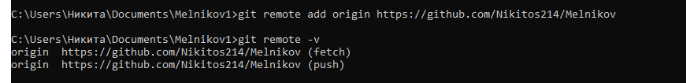 C:\Users\Никита\Documents\Melnikov1>git remote add origin https://github.com/Nikitos214/Melnikov
C:\Users\Никита\Documents\Melnikov1>git remote -v
origin  https://github.com/Nikitos214/Melnikov (fetch)
origin  https://github.com/Nikitos214/Melnikov (push)